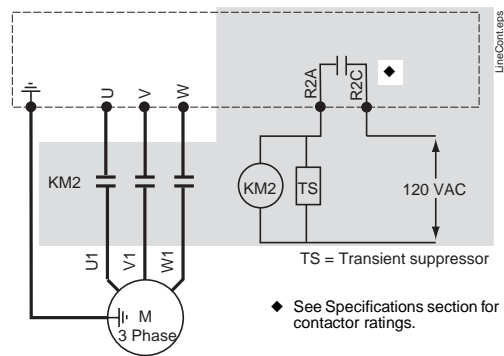 LineCont.eps
U
V
W
R2A
R2C
◆
KM2
KM2
TS
120 VAC
U1
V1
W1
TS = Transient suppressor
M
3 Phase
◆ See Specifications section for
contactor ratings.